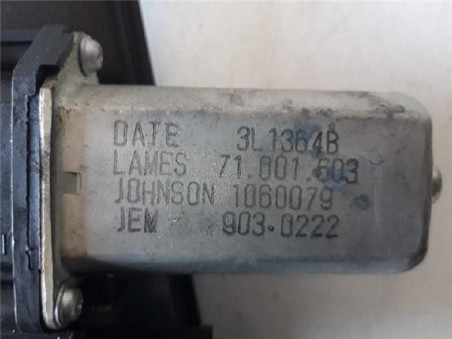 DATE 3L1364B
LAMES 71.001.603
JOHNSON 1060079
JEM 903.0222